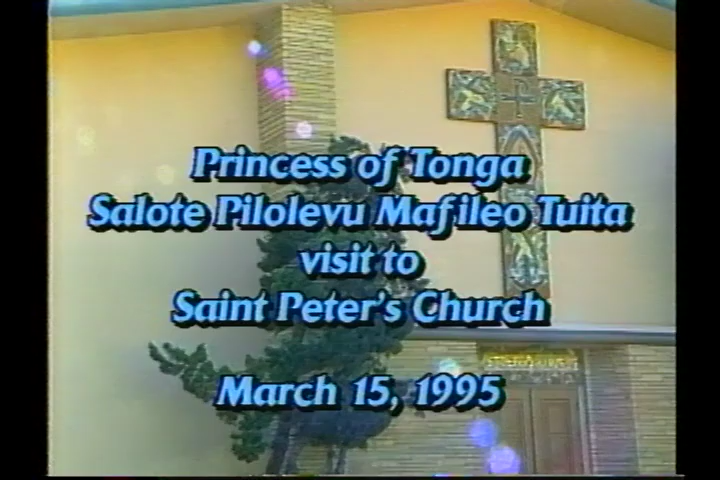 Princess of Tonga
Salote Pilolevu Mafileo Tuita
visit to
Saint Peter's Church
March 15, 1995